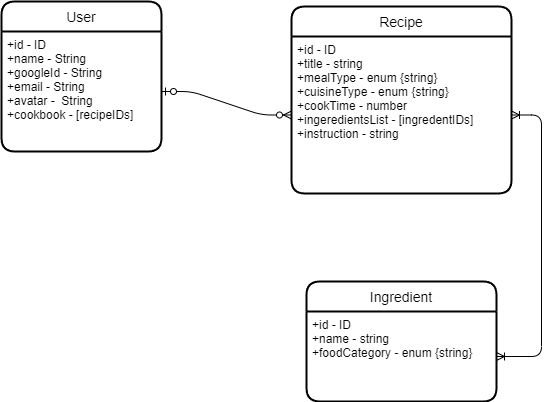 User
+id - ID
+name - String
+googleId - String
+email - String
+avatar - String
+cookbook - [recipeIDs]
Recipe
+id - ID
+title - string
+mealType - enum {string}
+cuisineType - enum {string}
+cookTime - number
+ingeredientsList - [ingredentIDs]
+instruction - string
Ingredient
+id - ID
+name - string
+foodCategory - enum {string}